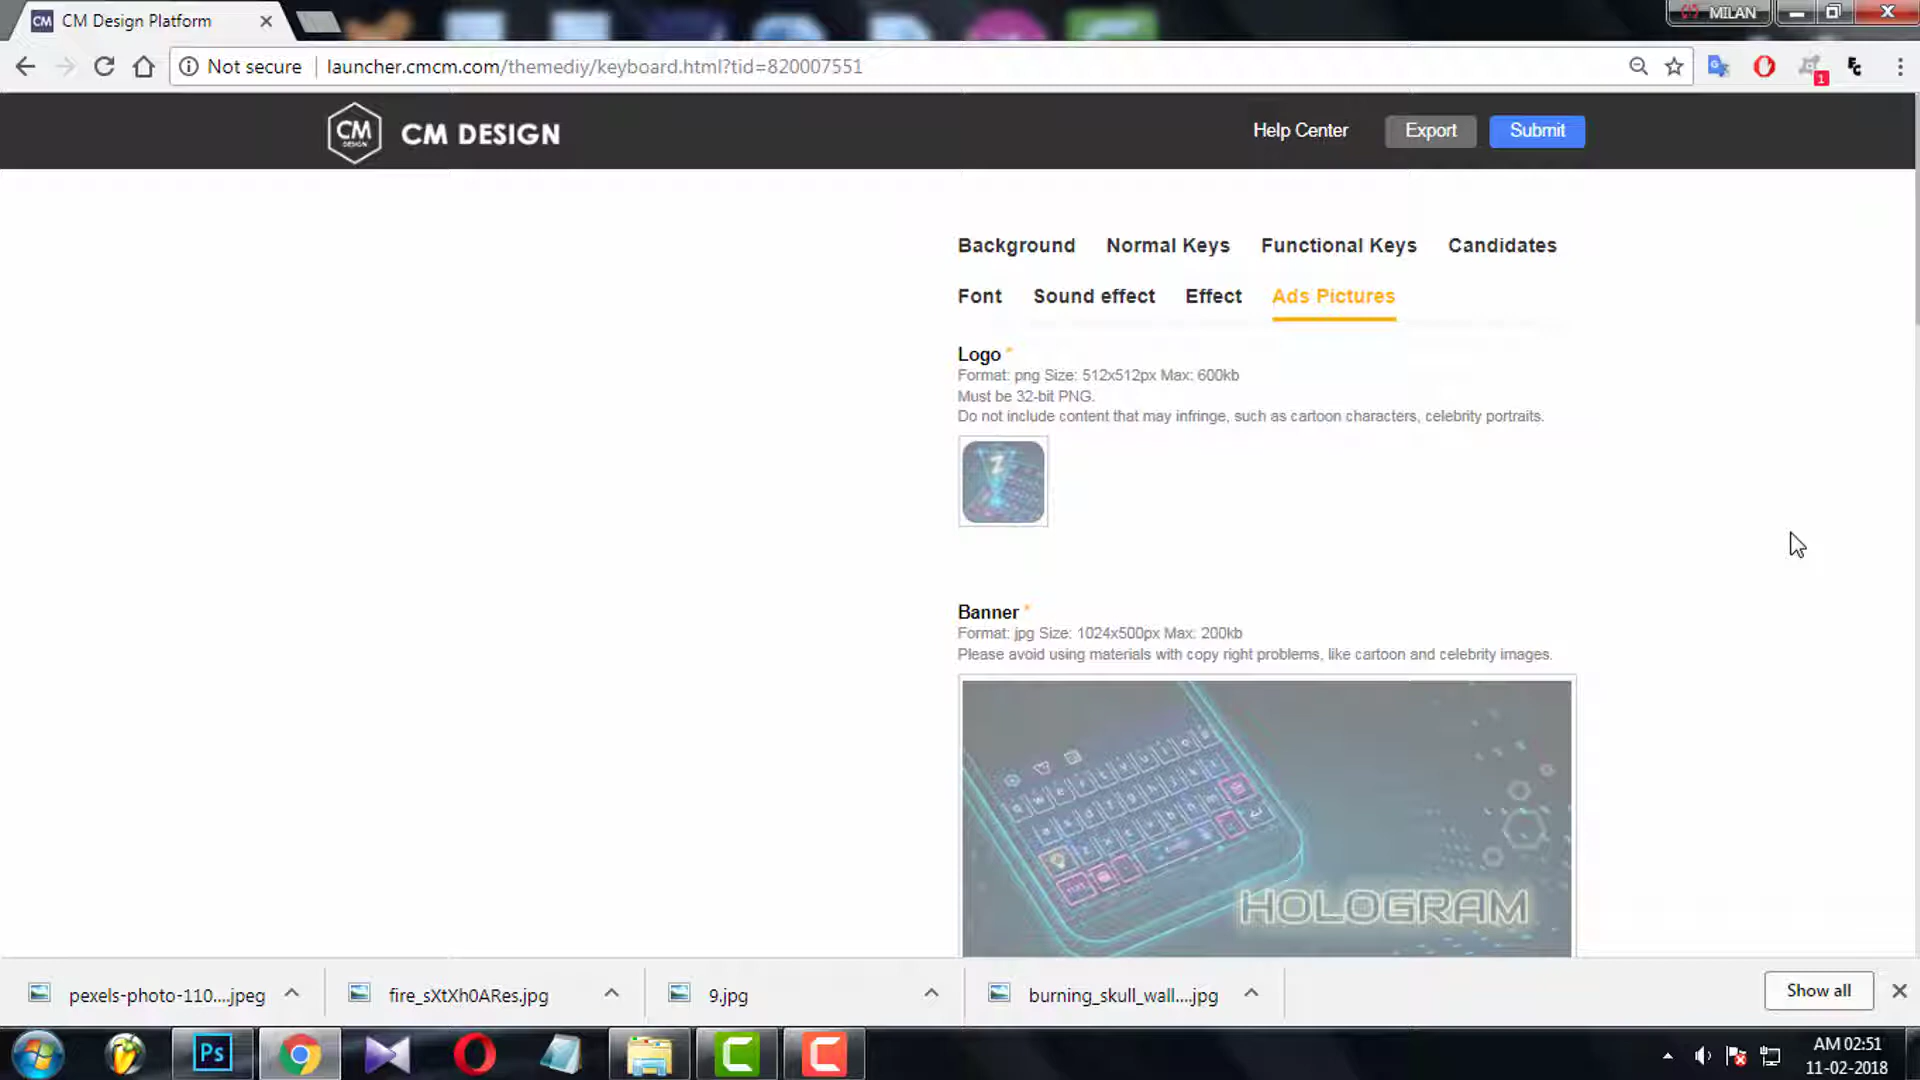 CM Design Platform
MILAN
Not secure
launcher.cmcm.com/themediy/keyboard.html?tid=820007551
CM DESIGN
CM DESIGN
Help Center
Export
Submit
Background
Normal Keys
Functional Keys
Candidates
Font
Sound effect
Effect
Ads Pictures
Logo *
Format: png Size: 512x512px Max: 600kb
Must be 32-bit PNG.
Do not include content that may infringe, such as cartoon characters, celebrity portraits.
Z
Banner *
Format: jpg Size: 1024x500px Max: 200kb
Please avoid using materials with copy right problems, like cartoon and celebrity images.
HOLOGRAM
pexels-photo-110....jpeg
fire_sXtXh0ARes.jpg
9.jpg
burning_skull_wall....jpg
Show all
Ps
AM 02:51
11-02-2018